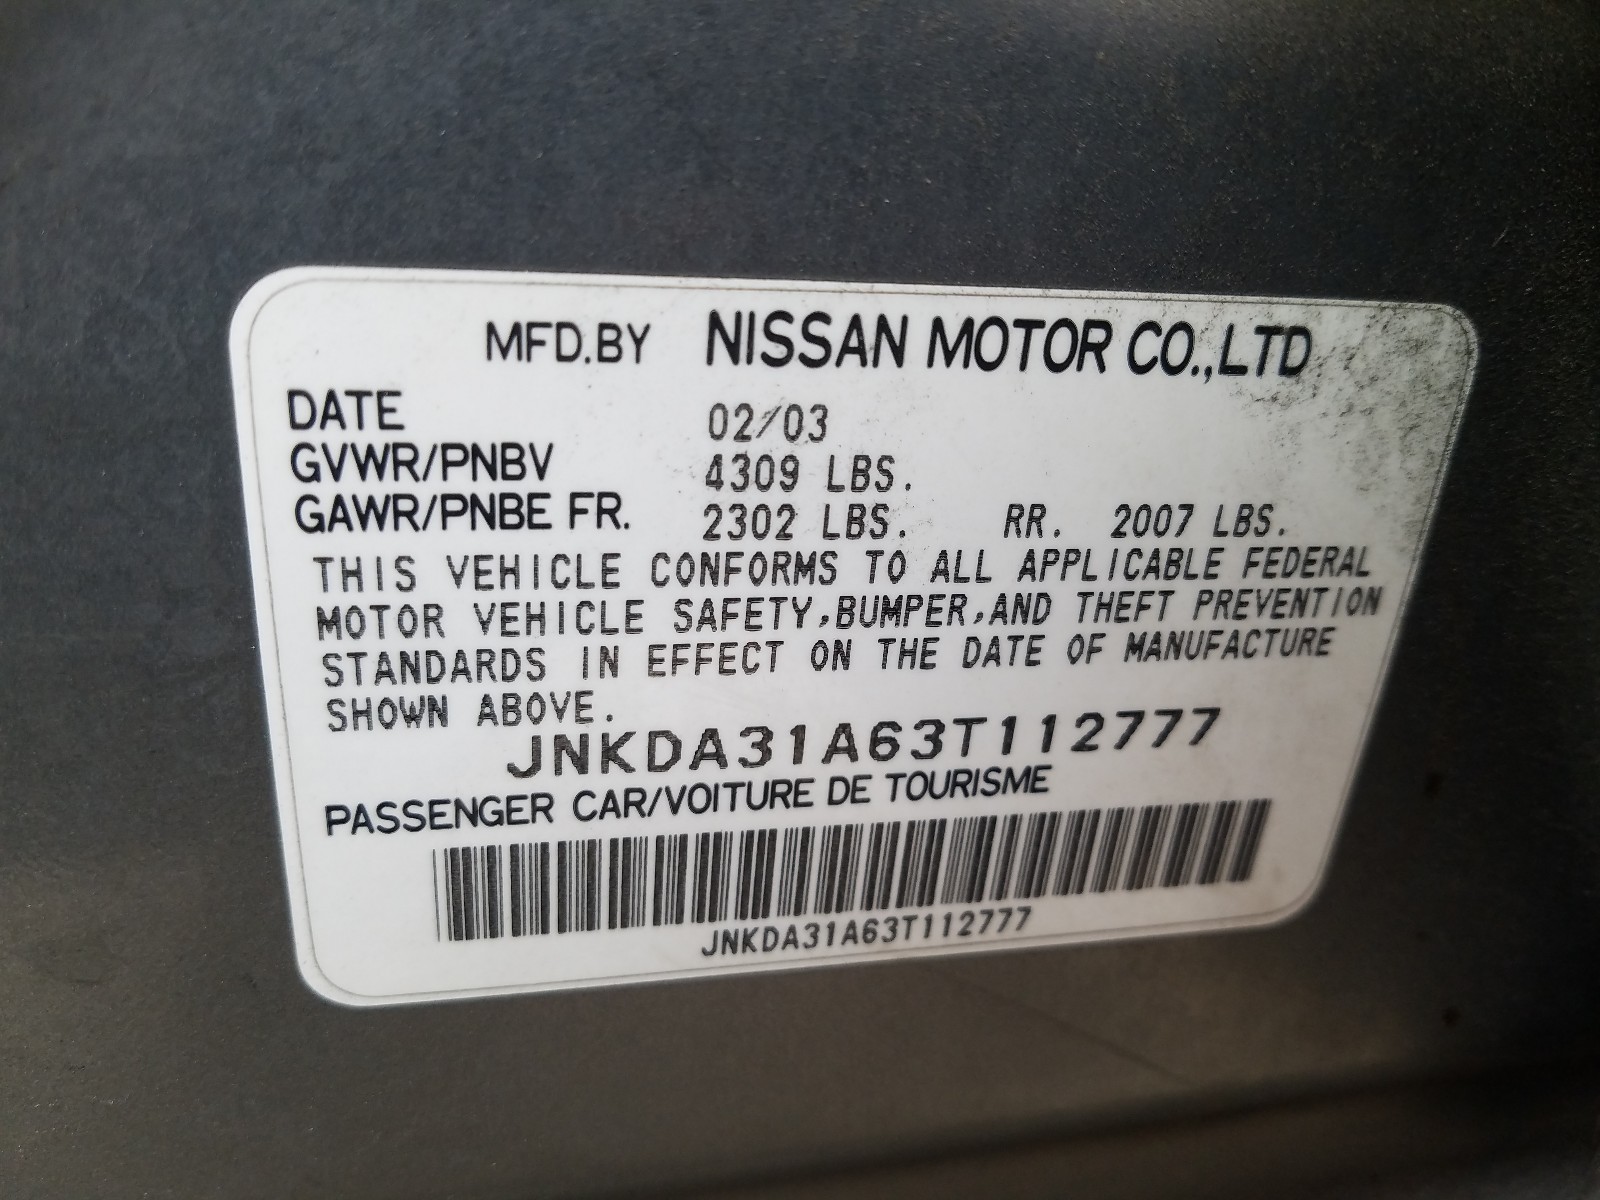 MFD.BY NISSAN MOTOR CO.,LTD
DATE 02/03
GVWR/PNBV 4309 LBS.
GAWR/PNBE FR. 2302 LBS. RR. 2007 LBS.
THIS VEHICLE CONFORMS TO ALL APPLICABLE FEDERAL
MOTOR VEHICLE SAFETY,BUMPER,AND THEFT PREVENTION
STANDARDS IN EFFECT ON THE DATE OF MANUFACTURE
SHOWN ABOVE.
JNKDA31A63T112777
PASSENGER CAR/VOITURE DE TOURISME
JNKDA31A63T112777